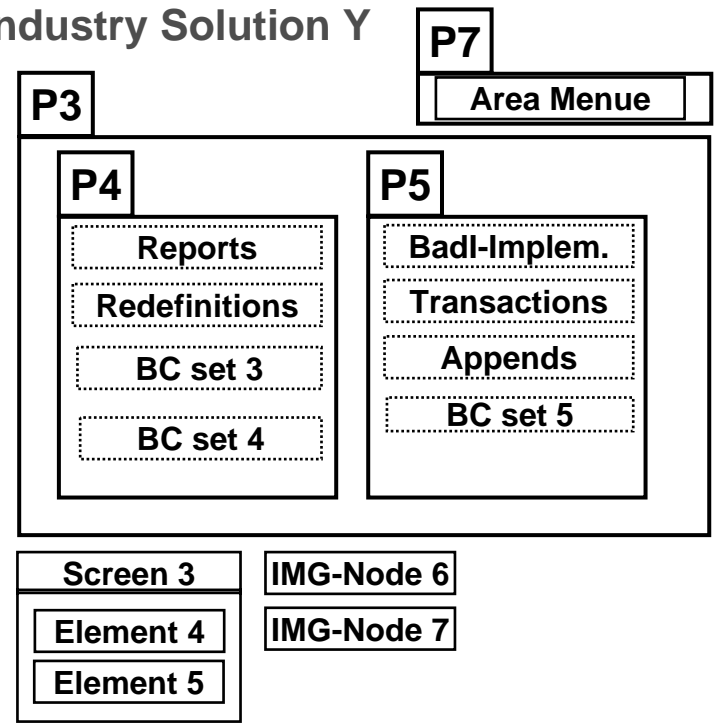 ndustry Solution Y
P7
Area Menue
P3
P4
Reports
Redefinitions
BC set 3
BC set 4
P5
BadI-Implem.
Transactions
Appends
BC set 5
Screen 3
Element 4
Element 5
IMG-Node 6
IMG-Node 7